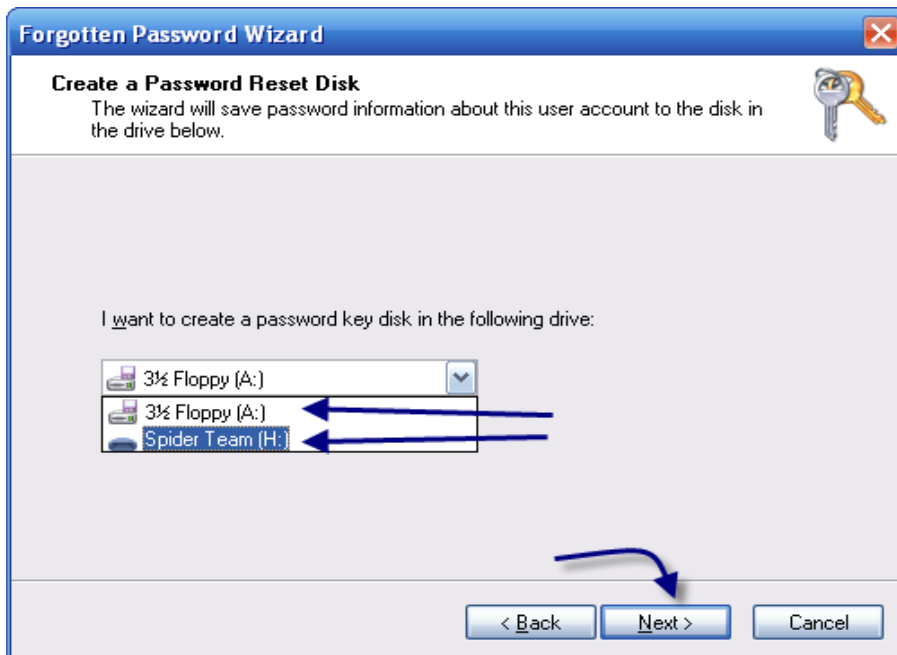 Forgotten Password Wizard
Create a Password Reset Disk
The wizard will save password information about this user account to the disk in
the drive below.
I want to create a password key disk in the following drive:
3½ Floppy (A:)
3½ Floppy (A:)
Spider Team (H:)
< Back Next > Cancel